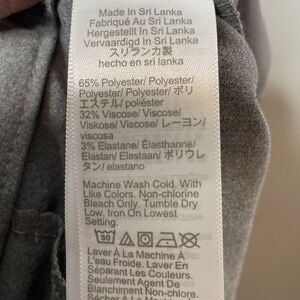 Made In Sri Lanka
Fabriqué Au Sri Lanka
Hergestellt In Sri Lanka
Vervaardigd In Sri Lanka
スリランカ製
hecho en sri lanka
65% Polyester/ Polyester/
Polyester/ Polyester/ ポリ
エステル/ poliéster
32% Viscose/ Viscose/
Viskose/ Viscose/ レーヨン/
viscosa
3% Elastane/ Élasthanne/
Elastan/ Elastaan/ ポリウレ
タン/ elastano
Machine Wash Cold. With
Like Colors. Non-chlorine
Bleach Only. Tumble Dry
Low. Iron On Lowest
Setting.
30
Laver À La Machine À
L'eau Froide. Laver En
Séparant Les Couleurs.
Seulement Agent De
Blanchiment Non-chlore.